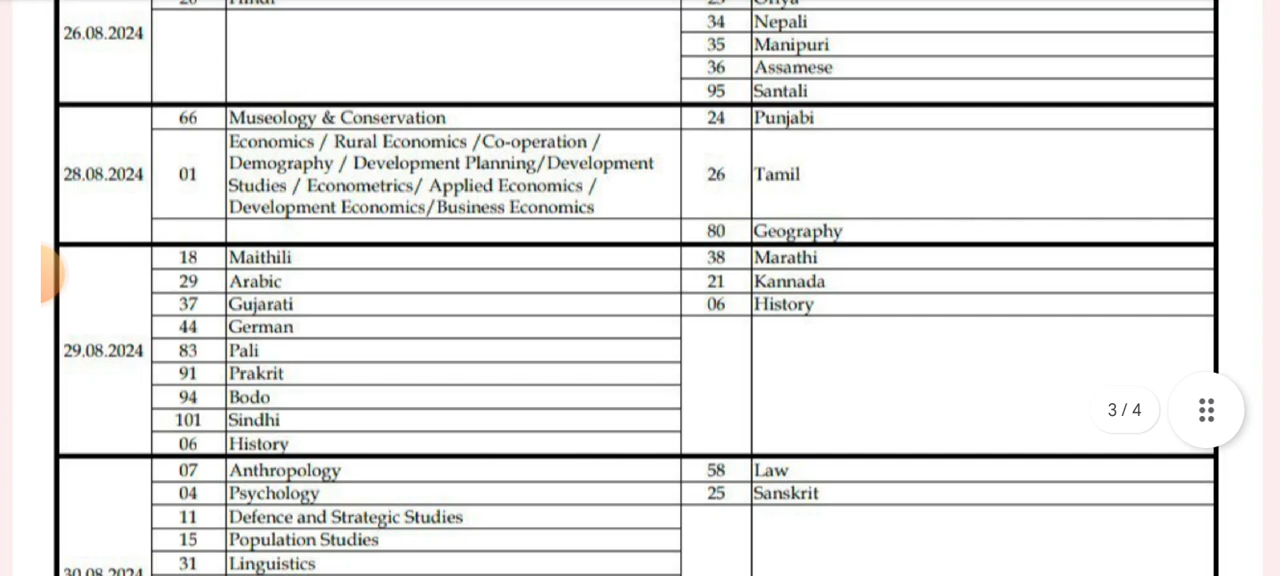 26.08.2024
34 Nepali
35 Manipuri
36 Assamese
95 Santali
28.08.2024
66 Museology & Conservation
24 Punjabi
01 Economics / Rural Economics /Co-operation /
Demography / Development Planning/Development
Studies / Econometrics/ Applied Economics /
Development Economics/Business Economics
26 Tamil
80 Geography
29.08.2024
18 Maithili
38 Marathi
29 Arabic
21 Kannada
37 Gujarati
06 History
44 German
83 Pali
91 Prakrit
94 Bodo
101 Sindhi
06 History
3 / 4
07 Anthropology
58 Law
04 Psychology
25 Sanskrit
11 Defence and Strategic Studies
15 Population Studies
31 Linguistics
30.08.2024